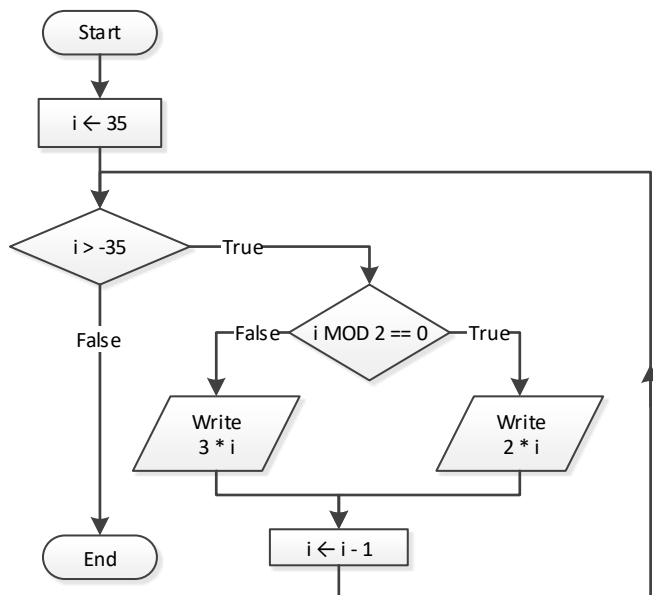 Start
i ← 35
i > -35
True
False
i MOD 2 == 0
False
True
Write
3 * i
Write
2 * i
i ← i - 1
End